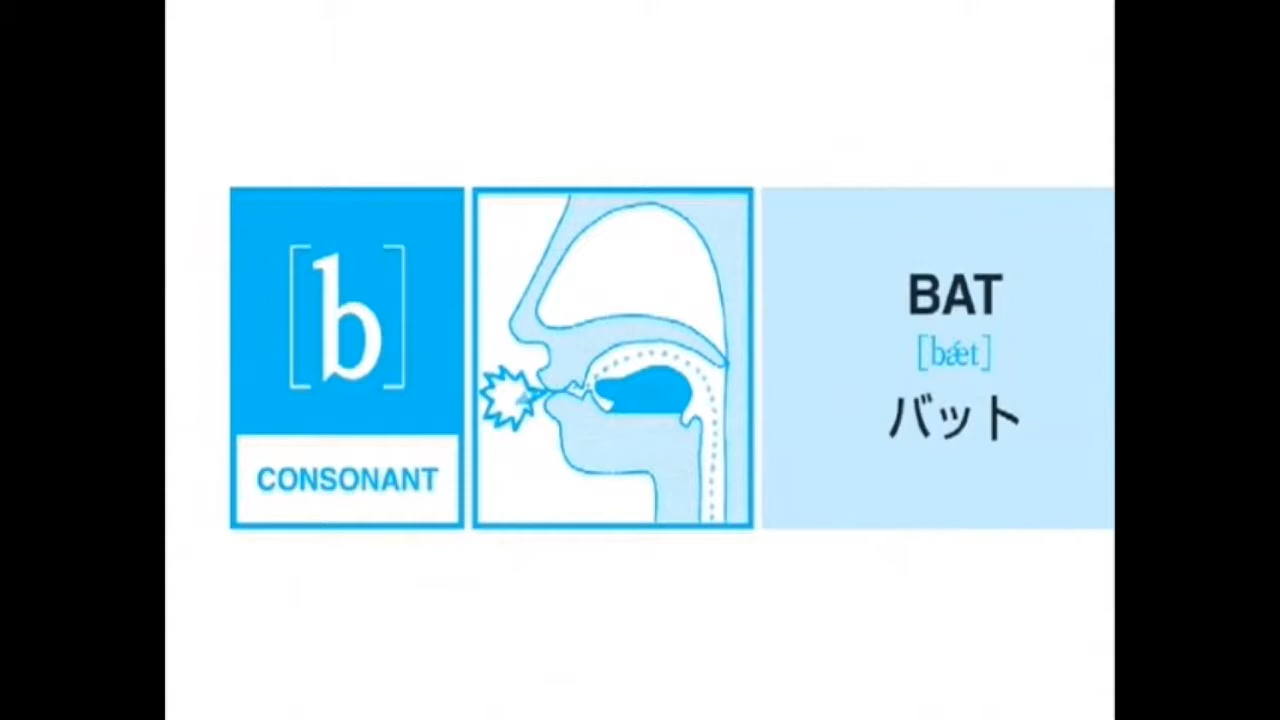 [b]
CONSONANT
BAT
[bǽt]
バット